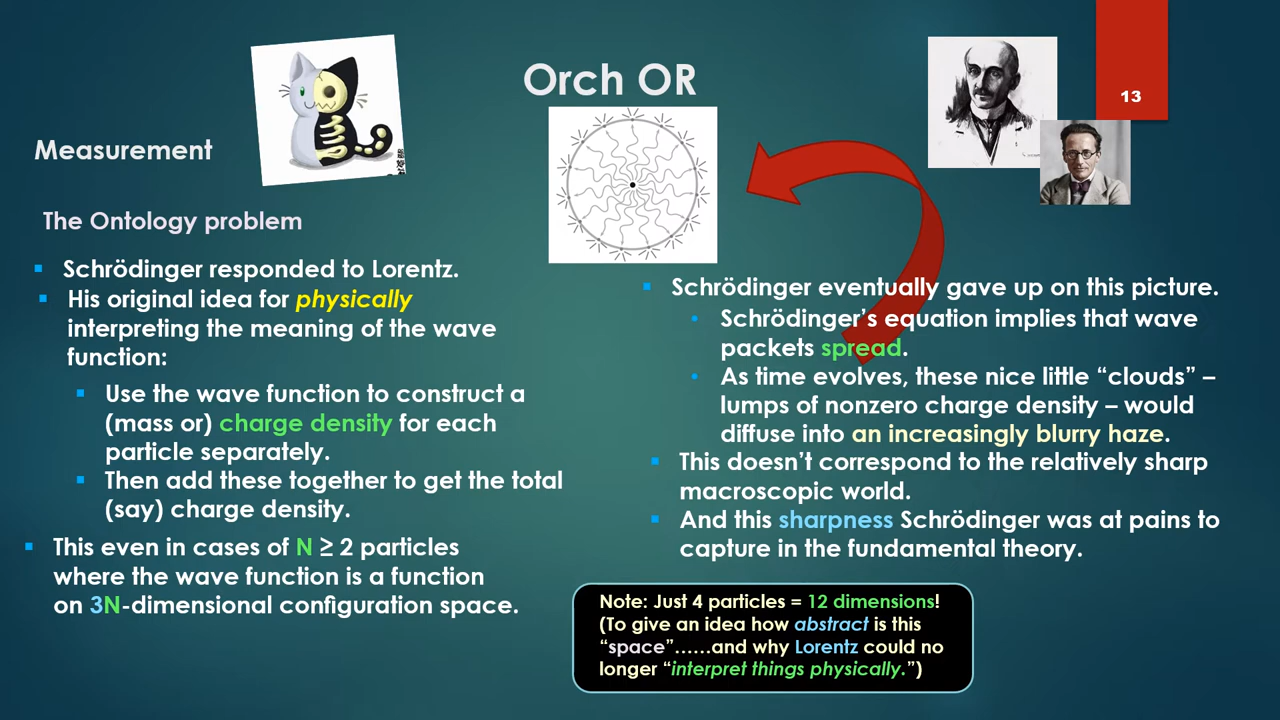 Orch OR
13
Measurement
The Ontology problem
▪ Schrödinger responded to Lorentz.
▪ His original idea for physically
interpreting the meaning of the wave
function:
▪ Use the wave function to construct a
(mass or) charge density for each
particle separately.
▪ Then add these together to get the total
(say) charge density.
▪ This even in cases of N ≥ 2 particles
where the wave function is a function
on 3N-dimensional configuration space.
▪ Schrödinger eventually gave up on this picture.
• Schrödinger’s equation implies that wave
packets spread.
• As time evolves, these nice little “clouds” –
lumps of nonzero charge density – would
diffuse into an increasingly blurry haze.
▪ This doesn’t correspond to the relatively sharp
macroscopic world.
▪ And this sharpness Schrödinger was at pains to
capture in the fundamental theory.
Note: Just 4 particles = 12 dimensions!
(To give an idea how abstract is this
“space”……and why Lorentz could no
longer “interpret things physically.”)